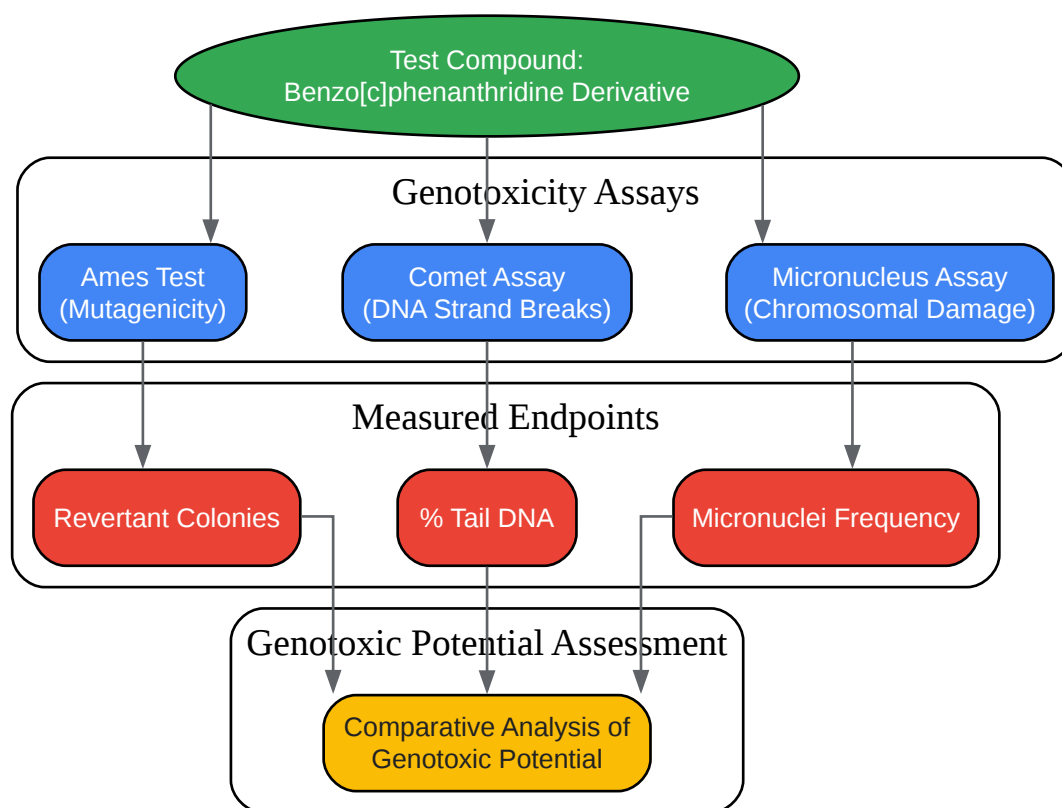 Test Compound:
Benzo[c]phenanthridine Derivative
Genotoxicity Assays
Ames Test
(Mutagenicity)
Comet Assay
(DNA Strand Breaks)
Micronucleus Assay
(Chromosomal Damage)
Measured Endpoints
Revertant Colonies
% Tail DNA
Micronuclei Frequency
Genotoxic Potential Assessment
Comparative Analysis of
Genotoxic Potential